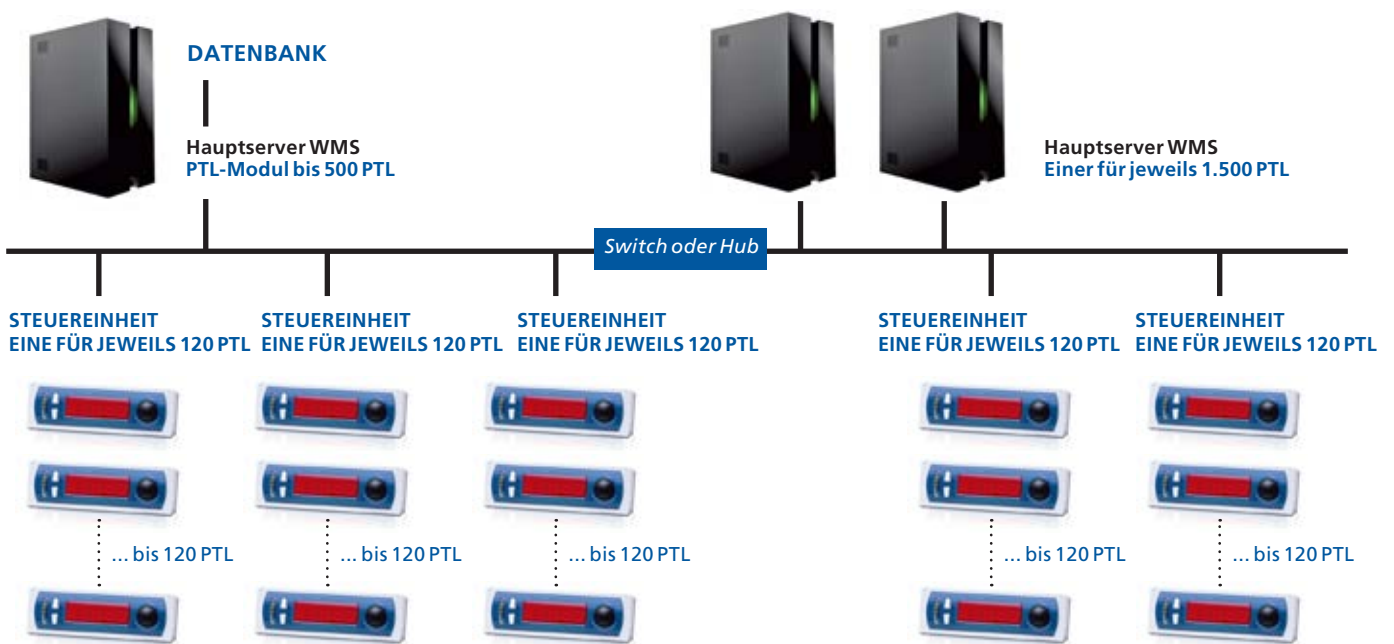 DATENBANK
Hauptserver WMS
PTL-Modul bis 500 PTL
Hauptserver WMS
Einer für jeweils 1.500 PTL
Switch oder Hub
STEUEREINHEIT
EINE FÜR JEWEILS 120 PTL
STEUEREINHEIT
EINE FÜR JEWEILS 120 PTL
STEUEREINHEIT
EINE FÜR JEWEILS 120 PTL
STEUEREINHEIT
EINE FÜR JEWEILS 120 PTL
STEUEREINHEIT
EINE FÜR JEWEILS 120 PTL
... bis 120 PTL
... bis 120 PTL
... bis 120 PTL
... bis 120 PTL
... bis 120 PTL